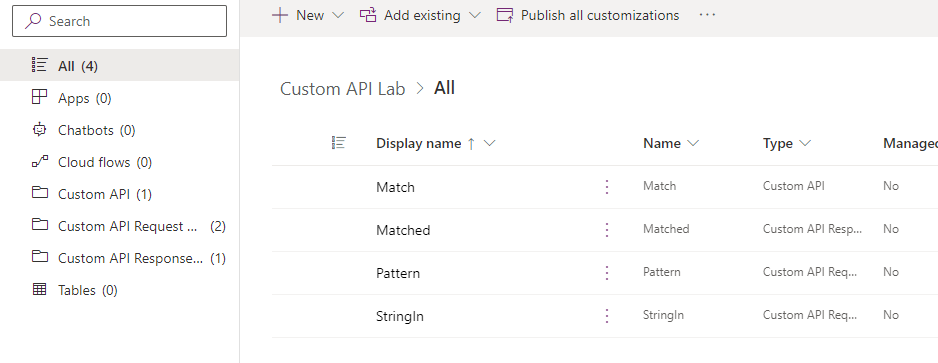 Search
New
Add existing
Publish all customizations
All (4)
Apps (0)
Chatbots (0)
Cloud flows (0)
Custom API (1)
Custom API Request ... (2)
Custom API Response... (1)
Tables (0)
Custom API Lab > All
Display name ↑ Name Type Managed
Match Match Custom API No
Matched Matched Custom API Resp... No
Pattern Pattern Custom API Req... No
StringIn StringIn Custom API Req... No